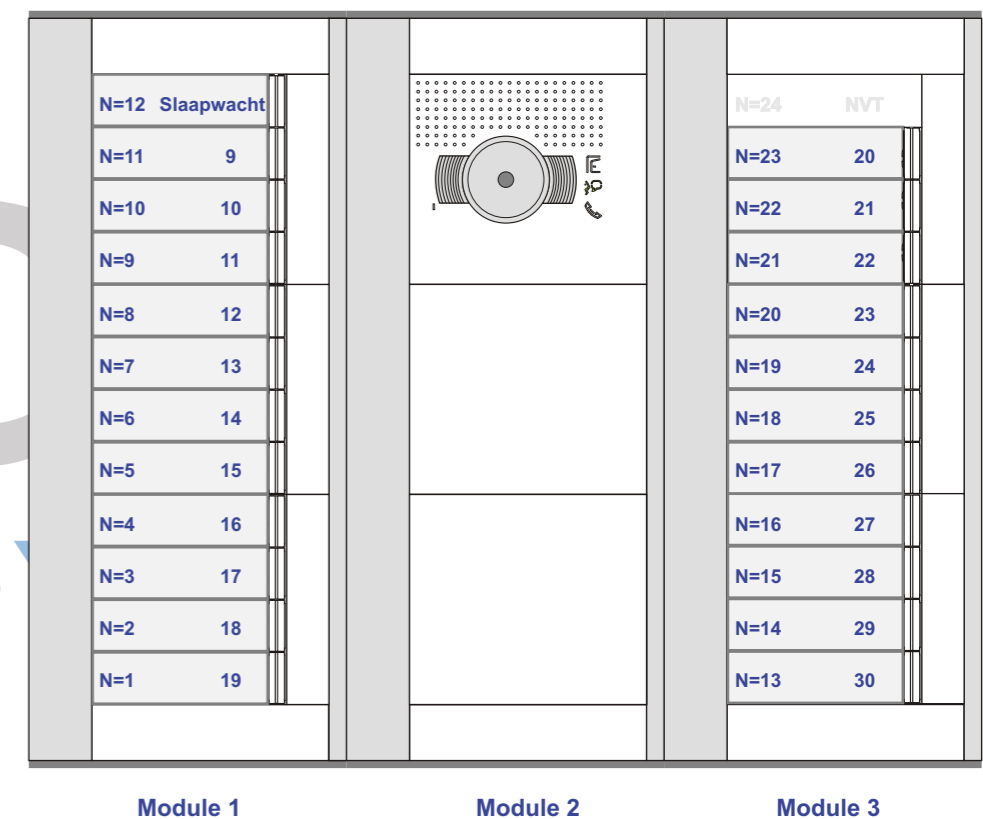 N=12 Slaapwacht
N=11 9
N=10 10
N=9 11
N=8 12
N=7 13
N=6 14
N=5 15
N=4 16
N=3 17
N=2 18
N=1 19
Module 1
Module 2
N=24 NVT
N=23 20
N=22 21
N=21 22
N=20 23
N=19 24
N=18 25
N=17 26
N=16 27
N=15 28
N=14 29
N=13 30
Module 3